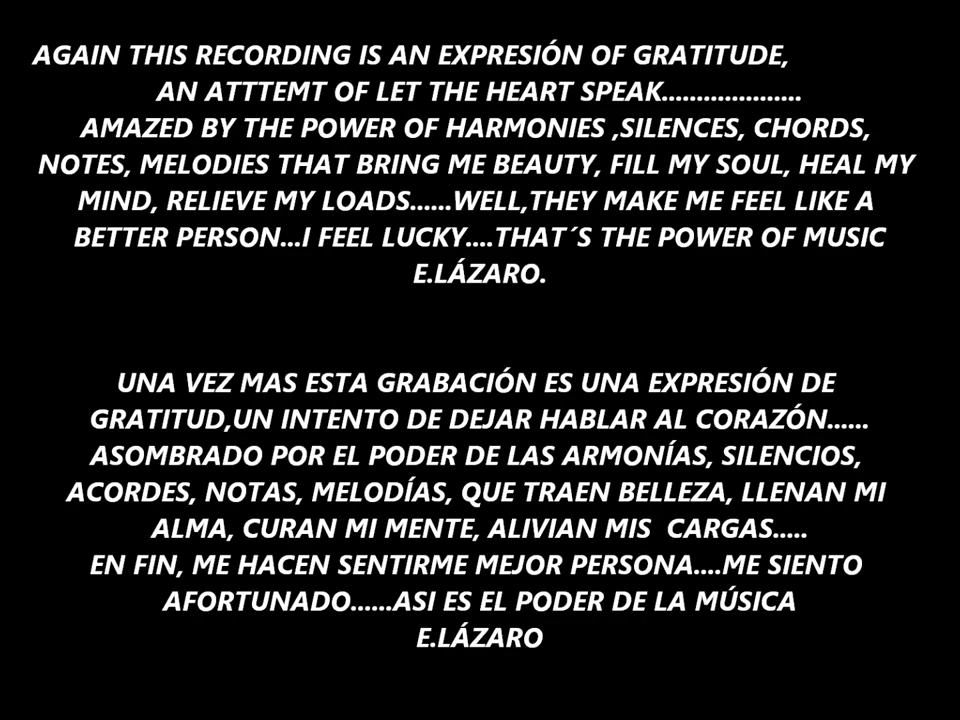 AGAIN THIS RECORDING IS AN EXPRESIÓN OF GRATITUDE,
AN ATTTEMT OF LET THE HEART SPEAK....................
AMAZED BY THE POWER OF HARMONIES ,SILENCES, CHORDS,
NOTES, MELODIES THAT BRING ME BEAUTY, FILL MY SOUL, HEAL MY
MIND, RELIEVE MY LOADS......WELL,THEY MAKE ME FEEL LIKE A
BETTER PERSON...I FEEL LUCKY....THAT´S THE POWER OF MUSIC
E.LÁZARO.
UNA VEZ MAS ESTA GRABACIÓN ES UNA EXPRESIÓN DE
GRATITUD,UN INTENTO DE DEJAR HABLAR AL CORAZÓN......
ASOMBRADO POR EL PODER DE LAS ARMONÍAS, SILENCIOS,
ACORDES, NOTAS, MELODÍAS, QUE TRAEN BELLEZA, LLENAN MI
ALMA, CURAN MI MENTE, ALIVIAN MIS  CARGAS.....
EN FIN, ME HACEN SENTIRME MEJOR PERSONA....ME SIENTO
AFORTUNADO......ASI ES EL PODER DE LA MÚSICA
E.LÁZARO